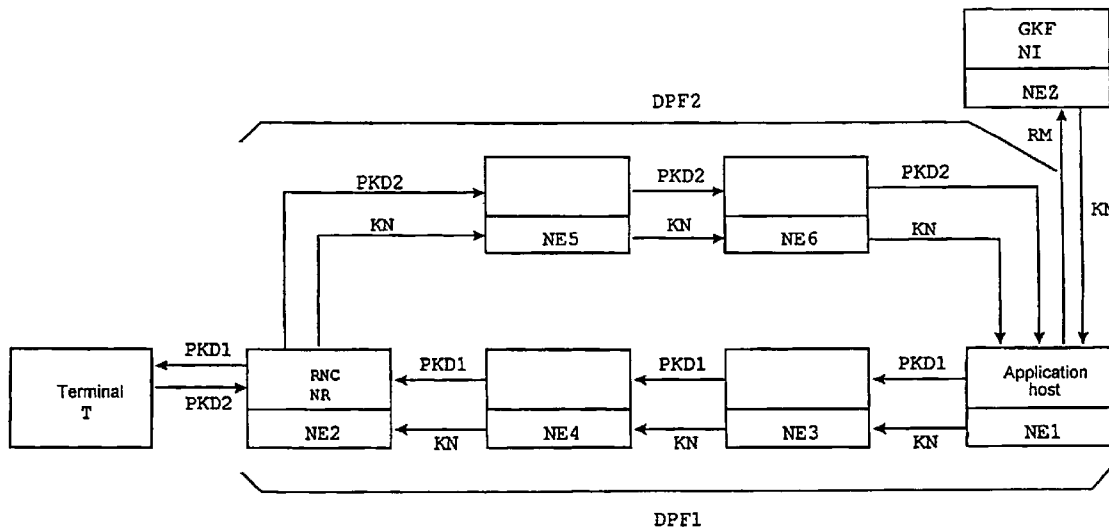 GKF
NI
NEZ
DPF2
RM
PKD2
PKD2
PKD2
KN
KN
KN
KN
NE5
NE6
PKD1
Terminal
T
PKD2
RNC
NR
NE2
PKD1
KN
NE4
PKD1
KN
NE3
PKD1
KN
Application
host
NE1
DPF1